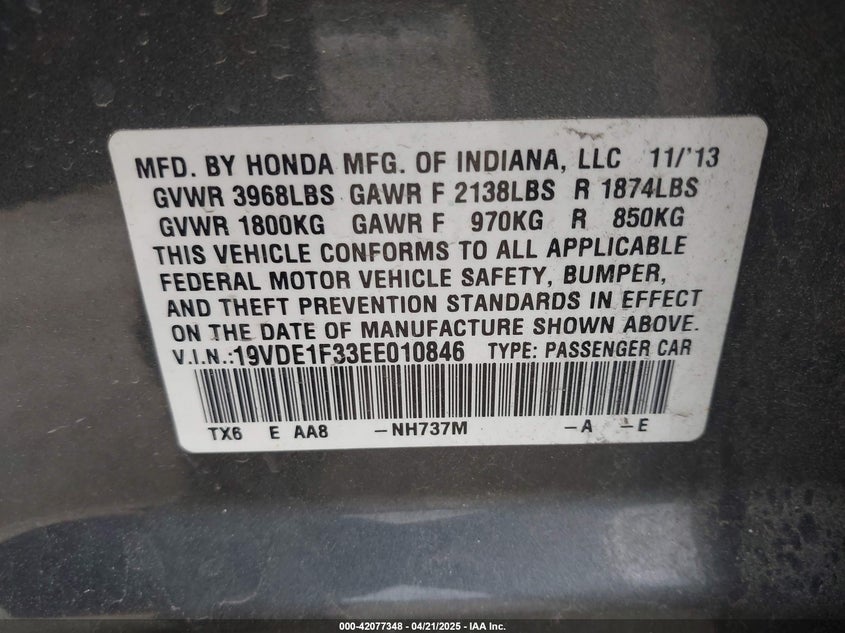 MFD. BY HONDA MFG. OF INDIANA, LLC 11/'13
GVWR 3968LBS GAWR F 2138LBS R 1874LBS
GVWR 1800KG GAWR F 970KG R 850KG
THIS VEHICLE CONFORMS TO ALL APPLICABLE
FEDERAL MOTOR VEHICLE SAFETY, BUMPER,
AND THEFT PREVENTION STANDARDS IN EFFECT
ON THE DATE OF MANUFACTURE SHOWN ABOVE.
V.I.N.:19VDE1F33EE010846 TYPE: PASSENGER CAR
TX6 E AA8 -NH737M -A -E
000-42077348 - 04/21/2025 - IAA Inc.